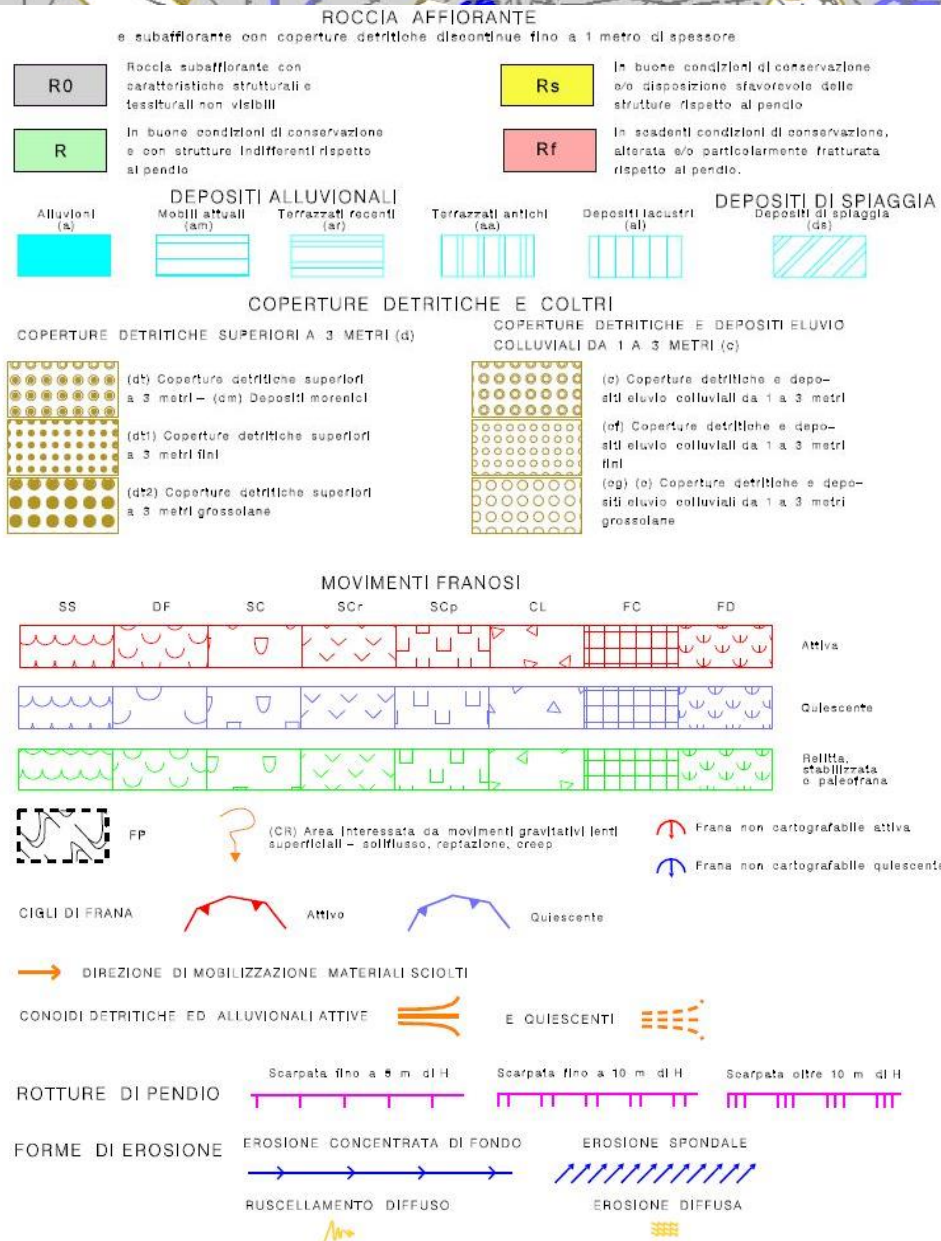 ROCCIA AFFIORANTE
e subaffiorante con coperture detritiche discontinue fino a 1 metro di spessore
R0
Roccia subaffiorante con
caratteristiche strutturali e
tessiturali non visibili
Rs
In buone condizioni di conservazione
e/o disposizione sfavorevole delle
strutture rispetto al pendio
R
In buone condizioni di conservazione
e con strutture indifferenti rispetto
al pendio
Rf
In scadenti condizioni di conservazione,
alterata e/o particolarmente fratturata
rispetto al pendio.
DEPOSITI ALLUVIONALI
DEPOSITI DI SPIAGGIA
Alluvioni
(a)
Mobili attuali
(am)
Terrazzati recenti
(ar)
Terrazzati antichi
(aa)
Depositi lacustri
(al)
Depositi di spiaggia
(ds)
COPERTURE DETRITICHE E COLTRI
COPERTURE DETRITICHE SUPERIORI A 3 METRI (d)
COPERTURE DETRITICHE E DEPOSITI ELUVIO
COLLUVIALI DA 1 A 3 METRI (c)
(dt) Coperture detritiche superiori
a 3 metri – (dm) Depositi morenici
(dt1) Coperture detritiche superiori
a 3 metri fini
(dt2) Coperture detritiche superiori
a 3 metri grossolane
(c) Coperture detritiche e depo–
siti eluvio colluviali da 1 a 3 metri
(cf) Coperture detritiche e depo–
siti eluvio colluviali da 1 a 3 metri
fini
(cg) (e) Coperture detritiche e depo–
siti eluvio colluviali da 1 a 3 metri
grossolane
MOVIMENTI FRANOSI
SS DF SC SCr SCp CL FC FD
Attiva
Quiescente
Relitta,
stabilizzata
o paleofrana
FP
(CR) Area interessata da movimenti gravitativi lenti
superficiali – soliflusso, reptazione, creep
Frana non cartografabile attiva
Frana non cartografabile quiescente
CIGLI DI FRANA
Attivo
Quiescente
DIREZIONE DI MOBILIZZAZIONE MATERIALI SCIOLTI
CONOIDI DETRITICHE ED ALLUVIONALI ATTIVE
E QUIESCENTI
ROTTURE DI PENDIO
Scarpata fino a 5 m di H
Scarpata fino a 10 m di H
Scarpata oltre 10 m di H
FORME DI EROSIONE
EROSIONE CONCENTRATA DI FONDO
EROSIONE SPONDALE
RUSCELLAMENTO DIFFUSO
EROSIONE DIFFUSA